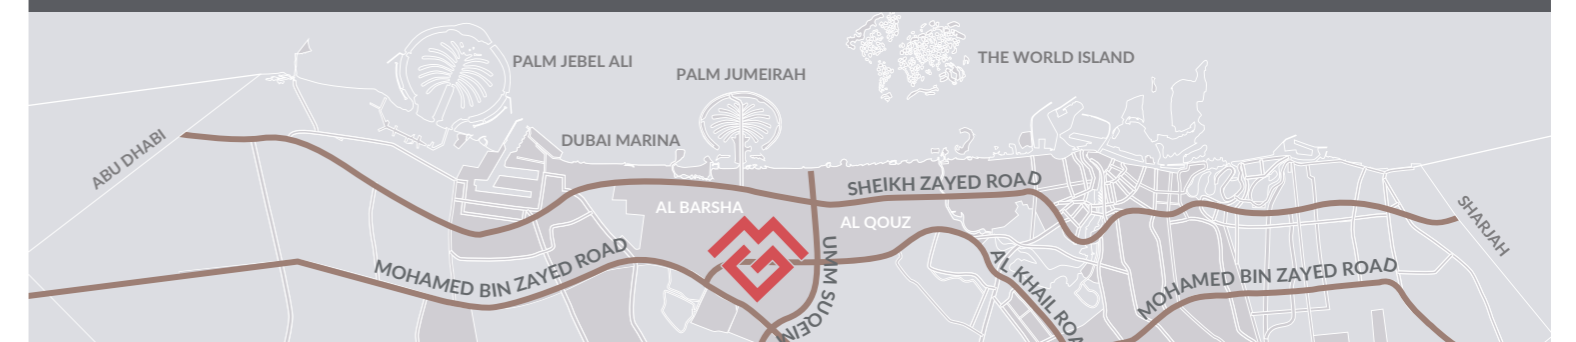 PALM JEBEL ALI
THE WORLD ISLAND
PALM JUMEIRAH
DUBAI MARINA
ABU DHABI
SHEIKH ZAYED ROAD
AL BARSHA
AL QOUZ
SHARJAH
MOHAMED BIN ZAYED ROAD
UMM SUQEIN
AL KHAIL ROA
MOHAMED BIN ZAYED ROAD